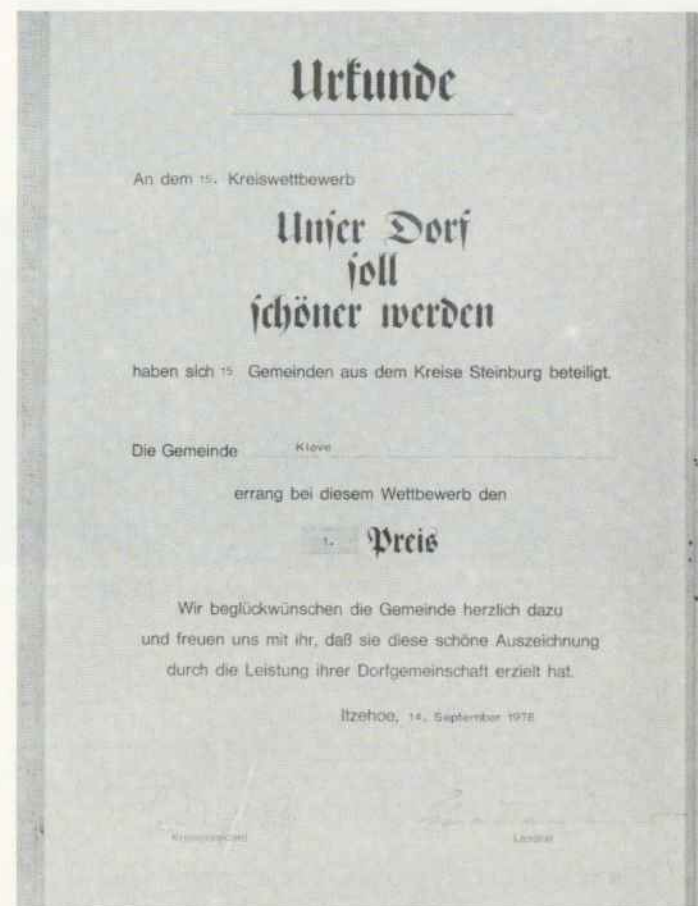 Urkunde
An dem 15. Kreiswettbewerb
Unser Dorf
soll
schöner werden
haben sich 15 Gemeinden aus dem Kreise Steinburg beteiligt.
Die Gemeinde Kleve
errang bei diesem Wettbewerb den
1. Preis
Wir beglückwünschen die Gemeinde herzlich dazu
und freuen uns mit ihr, daß sie diese schöne Auszeichnung
durch die Leistung ihrer Dorfgemeinschaft erzielt hat.
Itzehoe, 14. September 1978
Landrat